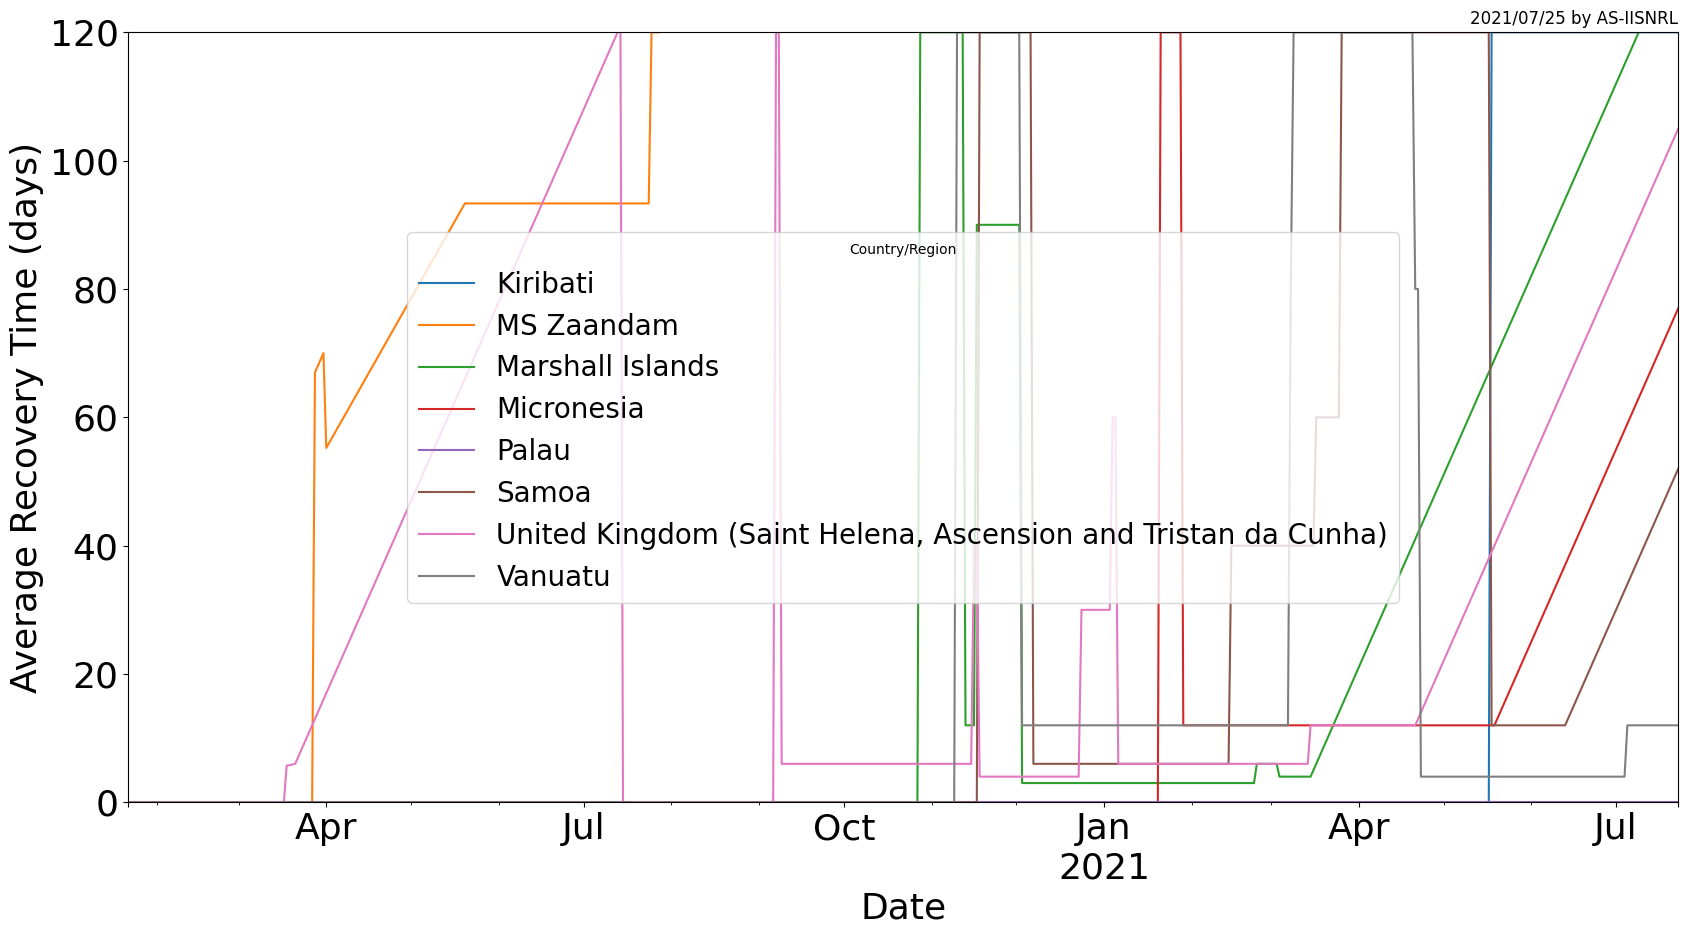 2021/07/25 by AS-IISNRL
120
100
80
60
40
20
0
Average Recovery Time (days)
Country/Region
Kiribati
MS Zaandam
Marshall Islands
Micronesia
Palau
Samoa
United Kingdom (Saint Helena, Ascension and Tristan da Cunha)
Vanuatu
Apr Jul Oct Jan Apr Jul
2021
Date